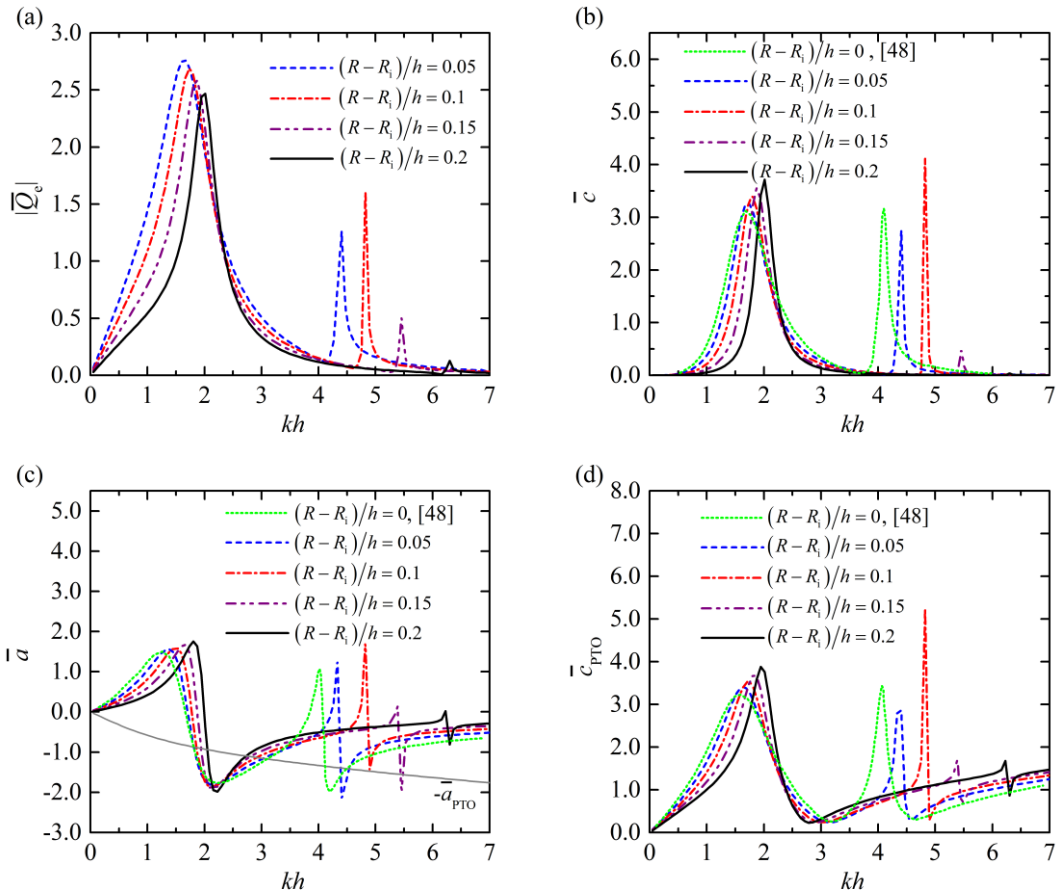 (a)
3.0
2.5
2.0
1.5
1.0
0.5
0.0
|Q̅e|
(R−Ri)/h = 0.05
(R−Ri)/h = 0.1
(R−Ri)/h = 0.15
(R−Ri)/h = 0.2
0 1 2 3 4 5 6 7
kh
(b)
6.0
5.0
4.0
3.0
2.0
1.0
0.0
c̅
(R−Ri)/h = 0 , [48]
(R−Ri)/h = 0.05
(R−Ri)/h = 0.1
(R−Ri)/h = 0.15
(R−Ri)/h = 0.2
0 1 2 3 4 5 6 7
kh
(c)
5.0
4.0
3.0
2.0
1.0
0.0
-1.0
-2.0
-3.0
a̅
(R−Ri)/h = 0, [48]
(R−Ri)/h = 0.05
(R−Ri)/h = 0.1
(R−Ri)/h = 0.15
(R−Ri)/h = 0.2
-a̅PTO
0 1 2 3 4 5 6 7
kh
(d)
8.0
7.0
6.0
5.0
4.0
3.0
2.0
1.0
0.0
c̅PTO
(R−Ri)/h = 0, [48]
(R−Ri)/h = 0.05
(R−Ri)/h = 0.1
(R−Ri)/h = 0.15
(R−Ri)/h = 0.2
0 1 2 3 4 5 6 7
kh